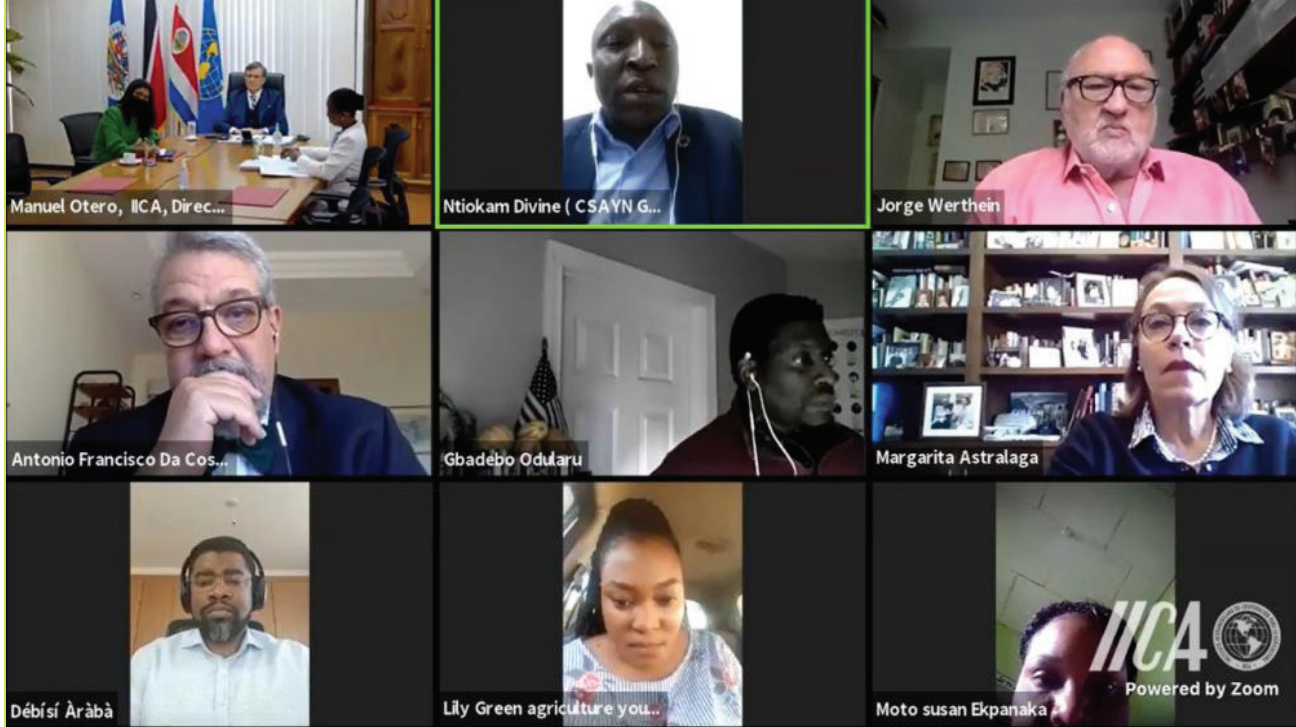 Manuel Otero, IICA, Direc...
Ntiokam Divine ( CSAYN G...
Jorge Werthein
Antonio Francisco Da Cos...
Gbadebo Odularu
Margarita Astralaga
Débísí Àràbà
Lily Green agriculture you...
Moto susan Ekpanaka
IICA
Powered by Zoom